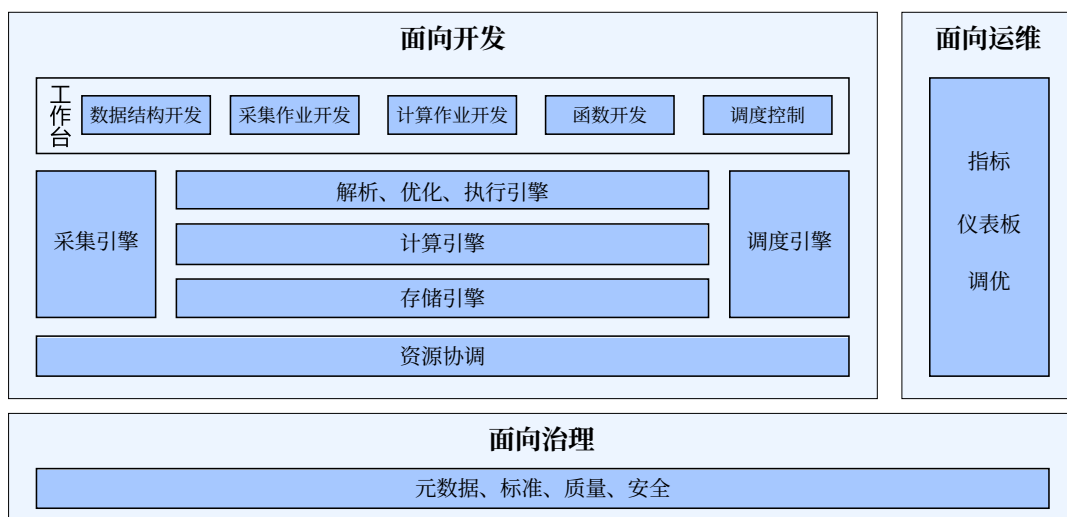 面向开发
工作台
数据结构开发
采集作业开发
计算作业开发
函数开发
调度控制
采集引擎
解析、优化、执行引擎
计算引擎
存储引擎
调度引擎
资源协调
面向运维
指标
仪表板
调优
面向治理
元数据、标准、质量、安全